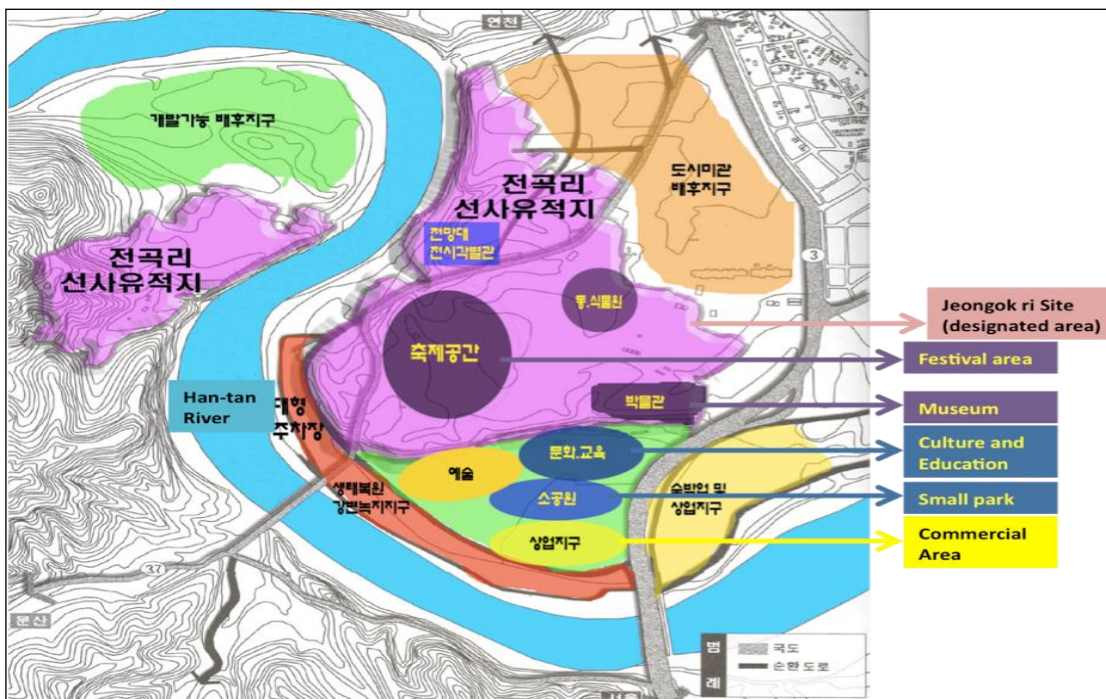 연천
개발가능 배후지구
전곡리
선사유적지
도시미관
배후지구
전망대
전시각별관
전곡리
선사유적지
3
동.식물원
Jeongok ri Site
(designated area)
축제공간
Festival area
Han-tan
River
대형
주차장
박물관
Museum
문화.교육
Culture and
Education
예술
생태복원
강변녹지지구
소공원
숙박업 및
상업지구
Small park
상업지구
Commercial
Area
37
문산
범
례
국도
순환 도로
서울